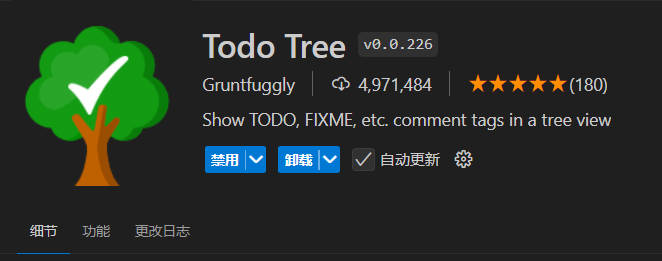 Todo Tree v0.0.226
Gruntfuggly 4,971,484 (180)
Show TODO, FIXME, etc. comment tags in a tree view
禁用 卸载 自动更新
细节 功能 更改日志